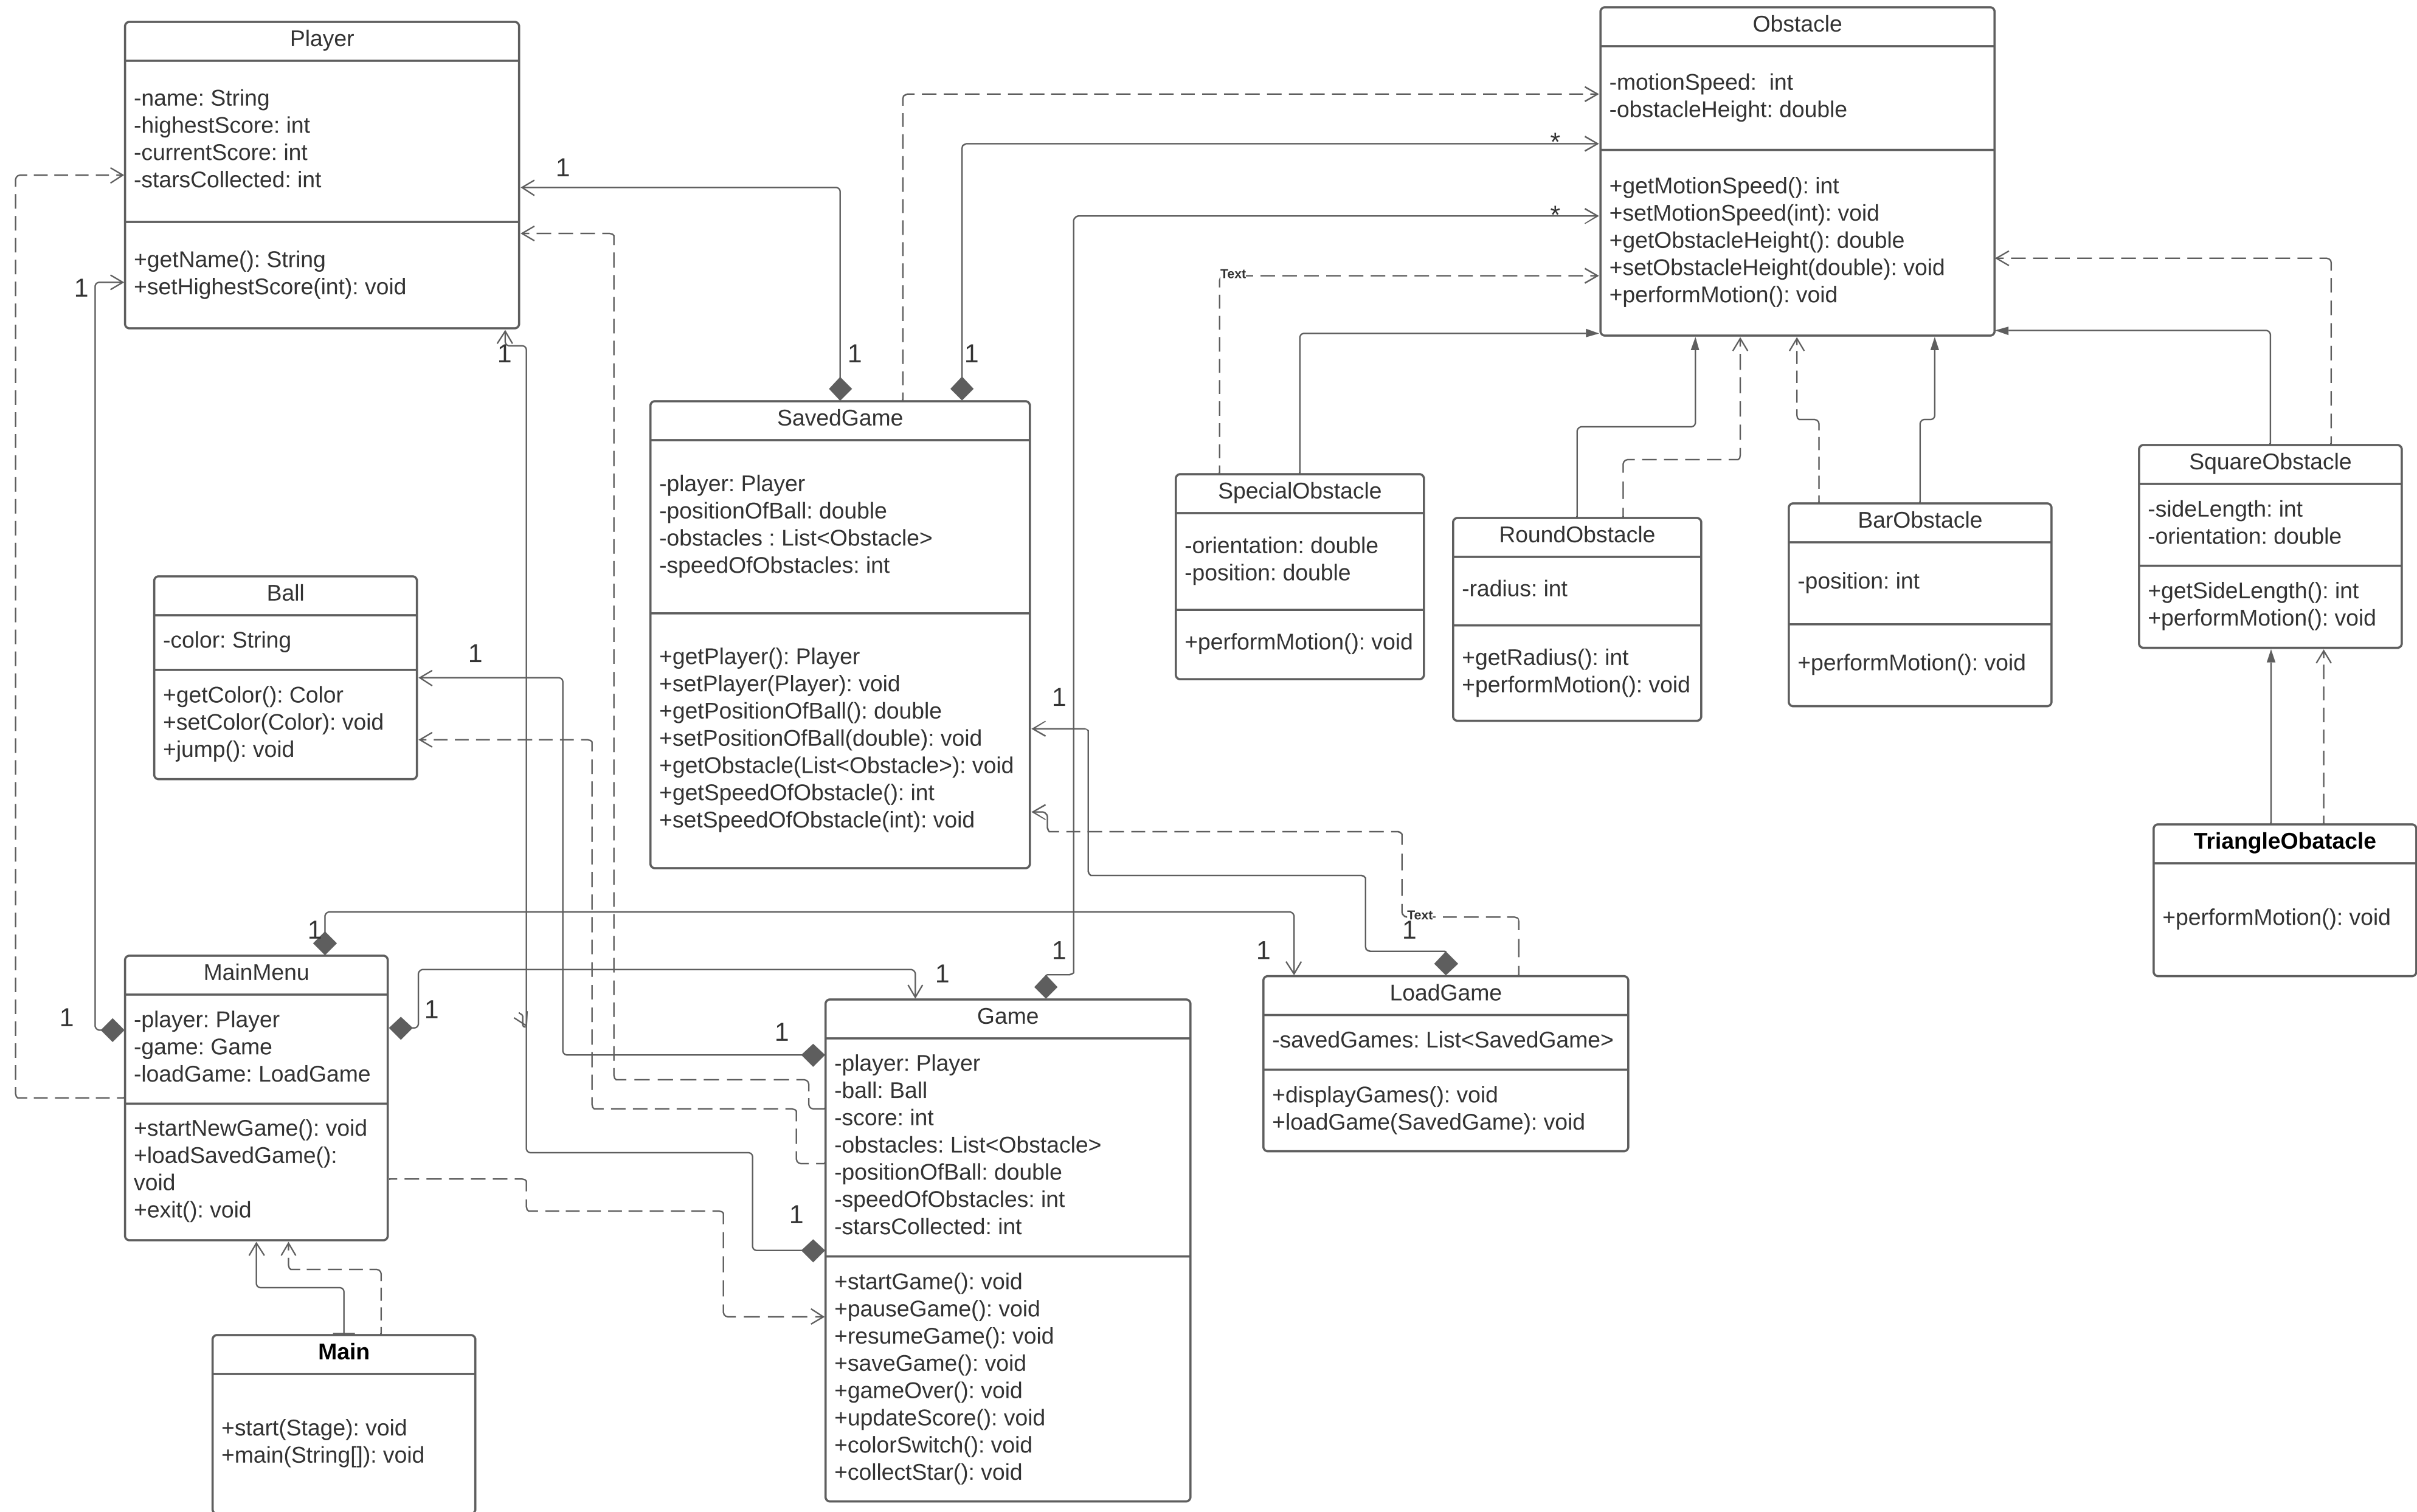 Player
-name: String
-highestScore: int
-currentScore: int
-starsCollected: int
+getName(): String
+setHighestScore(int): void
1
1
1
1
1
Obstacle
-motionSpeed:  int
-obstacleHeight: double
+getMotionSpeed(): int
+setMotionSpeed(int): void
+getObstacleHeight(): double
+setObstacleHeight(double): void
+performMotion(): void
*
*
Text
SavedGame
-player: Player
-positionOfBall: double
-obstacles : List<Obstacle>
-speedOfObstacles: int
+getPlayer(): Player
+setPlayer(Player): void
+getPositionOfBall(): double
+setPositionOfBall(double): void
+getObstacle(List<Obstacle>): void
+getSpeedOfObstacle(): int
+setSpeedOfObstacle(int): void
1
SpecialObstacle
-orientation: double
-position: double
+performMotion(): void
RoundObstacle
-radius: int
+getRadius(): int
+performMotion(): void
BarObstacle
-position: int
+performMotion(): void
SquareObstacle
-sideLength: int
-orientation: double
+getSideLength(): int
+performMotion(): void
TriangleObatacle
+performMotion(): void
Ball
-color: String
+getColor(): Color
+setColor(Color): void
+jump(): void
1
1
MainMenu
-player: Player
-game: Game
-loadGame: LoadGame
+startNewGame(): void
+loadSavedGame():
void
+exit(): void
1
1
1
1
1
1
Game
-player: Player
-ball: Ball
-score: int
-obstacles: List<Obstacle>
-positionOfBall: double
-speedOfObstacles: int
-starsCollected: int
+startGame(): void
+pauseGame(): void
+resumeGame(): void
+saveGame(): void
+gameOver(): void
+updateScore(): void
+colorSwitch(): void
+collectStar(): void
1
Text
1
LoadGame
-savedGames: List<SavedGame>
+displayGames(): void
+loadGame(SavedGame): void
Main
+start(Stage): void
+main(String[]): void